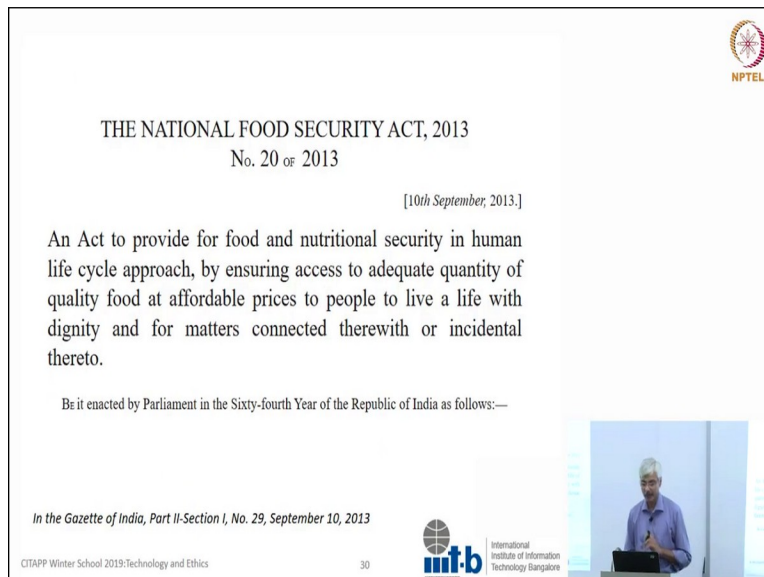 NPTEL
THE NATIONAL FOOD SECURITY ACT, 2013
No. 20 OF 2013
[10th September, 2013.]
An Act to provide for food and nutritional security in human
life cycle approach, by ensuring access to adequate quantity of
quality food at affordable prices to people to live a life with
dignity and for matters connected therewith or incidental
thereto.
BE it enacted by Parliament in the Sixty-fourth Year of the Republic of India as follows:—
In the Gazette of India, Part II-Section I, No. 29, September 10, 2013
CITAPP Winter School 2019:Technology and Ethics
30
iiit-b
International
Institute of Information
Technology Bangalore